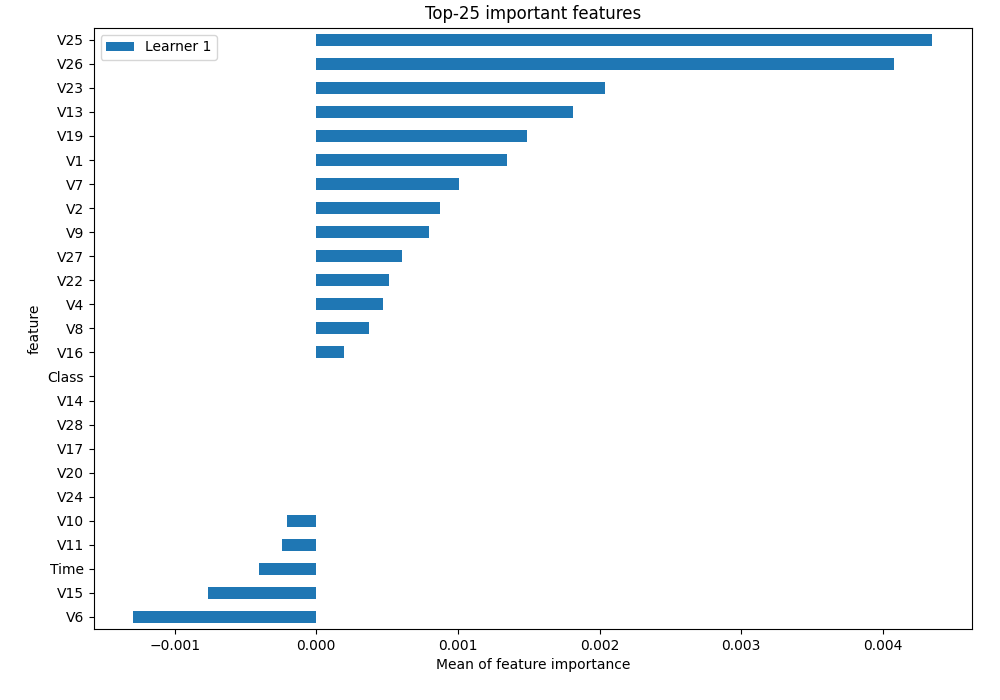 Top-25 important features
Learner 1
feature
V25
V26
V23
V13
V19
V1
V7
V2
V9
V27
V22
V4
V8
V16
Class
V14
V28
V17
V20
V24
V10
V11
Time
V15
V6
−0.001 0.000 0.001 0.002 0.003 0.004
Mean of feature importance